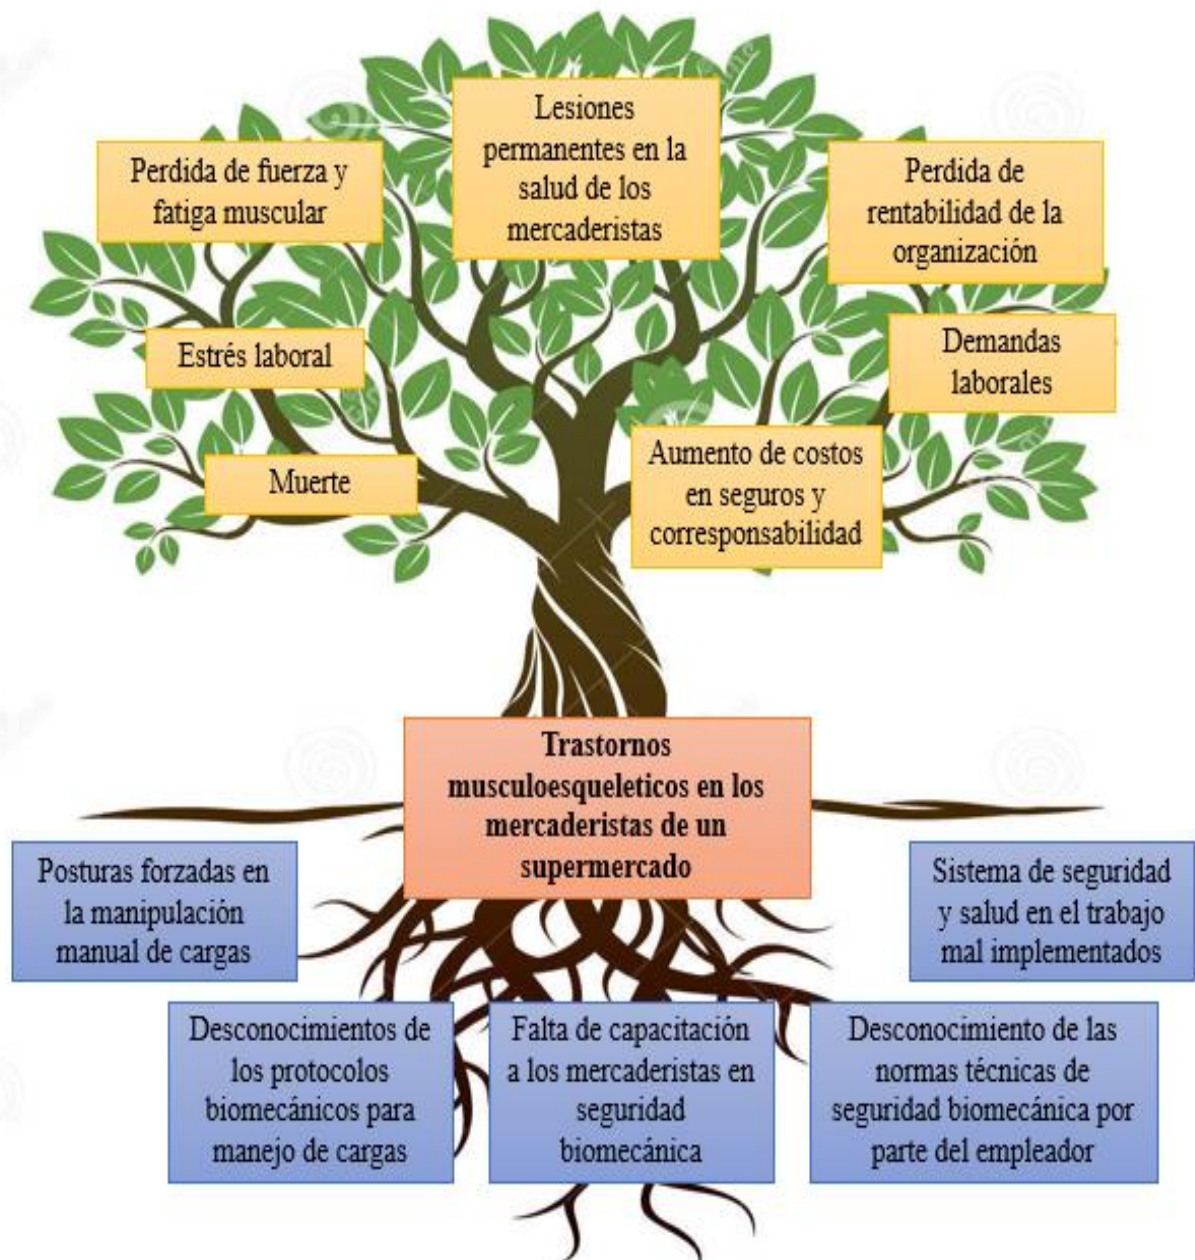 Lesiones
permanentes en la
salud de los
mercaderistas
Perdida de fuerza y
fatiga muscular
Perdida de
rentabilidad de la
organización
Estrés laboral
Demandas
laborales
Muerte
Aumento de costos
en seguros y
corresponsabilidad
Trastornos
musculoesqueleticos en los
mercaderistas de un
supermercado
Posturas forzadas en
la manipulación
manual de cargas
Sistema de seguridad
y salud en el trabajo
mal implementados
Desconocimientos de
los protocolos
biomecánicos para
manejo de cargas
Falta de capacitación
a los mercaderistas en
seguridad
biomecánica
Desconocimiento de las
normas técnicas de
seguridad biomecánica por
parte del empleador